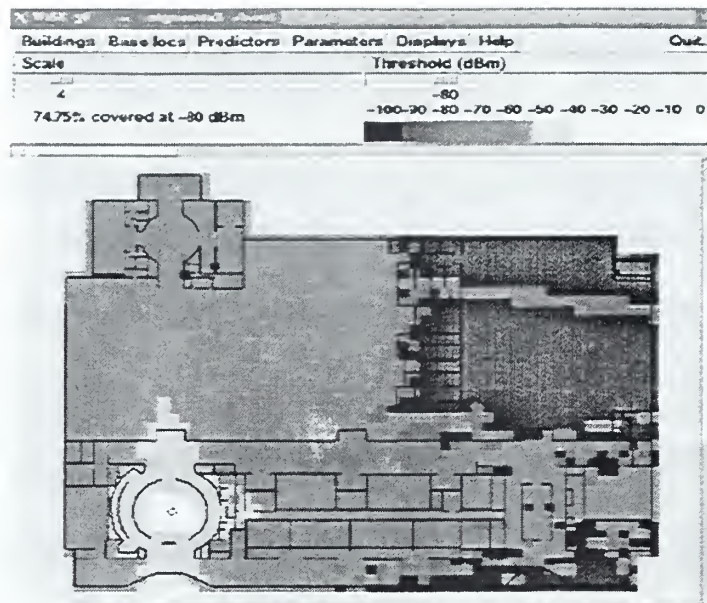 Buildings Base locs Predictors Parameters Displays Help Quit
Scale Threshold (dBm)
4 -80
74.75% covered at -80 dBm
-100 -90 -80 -70 -60 -50 -40 -30 -20 -10 0